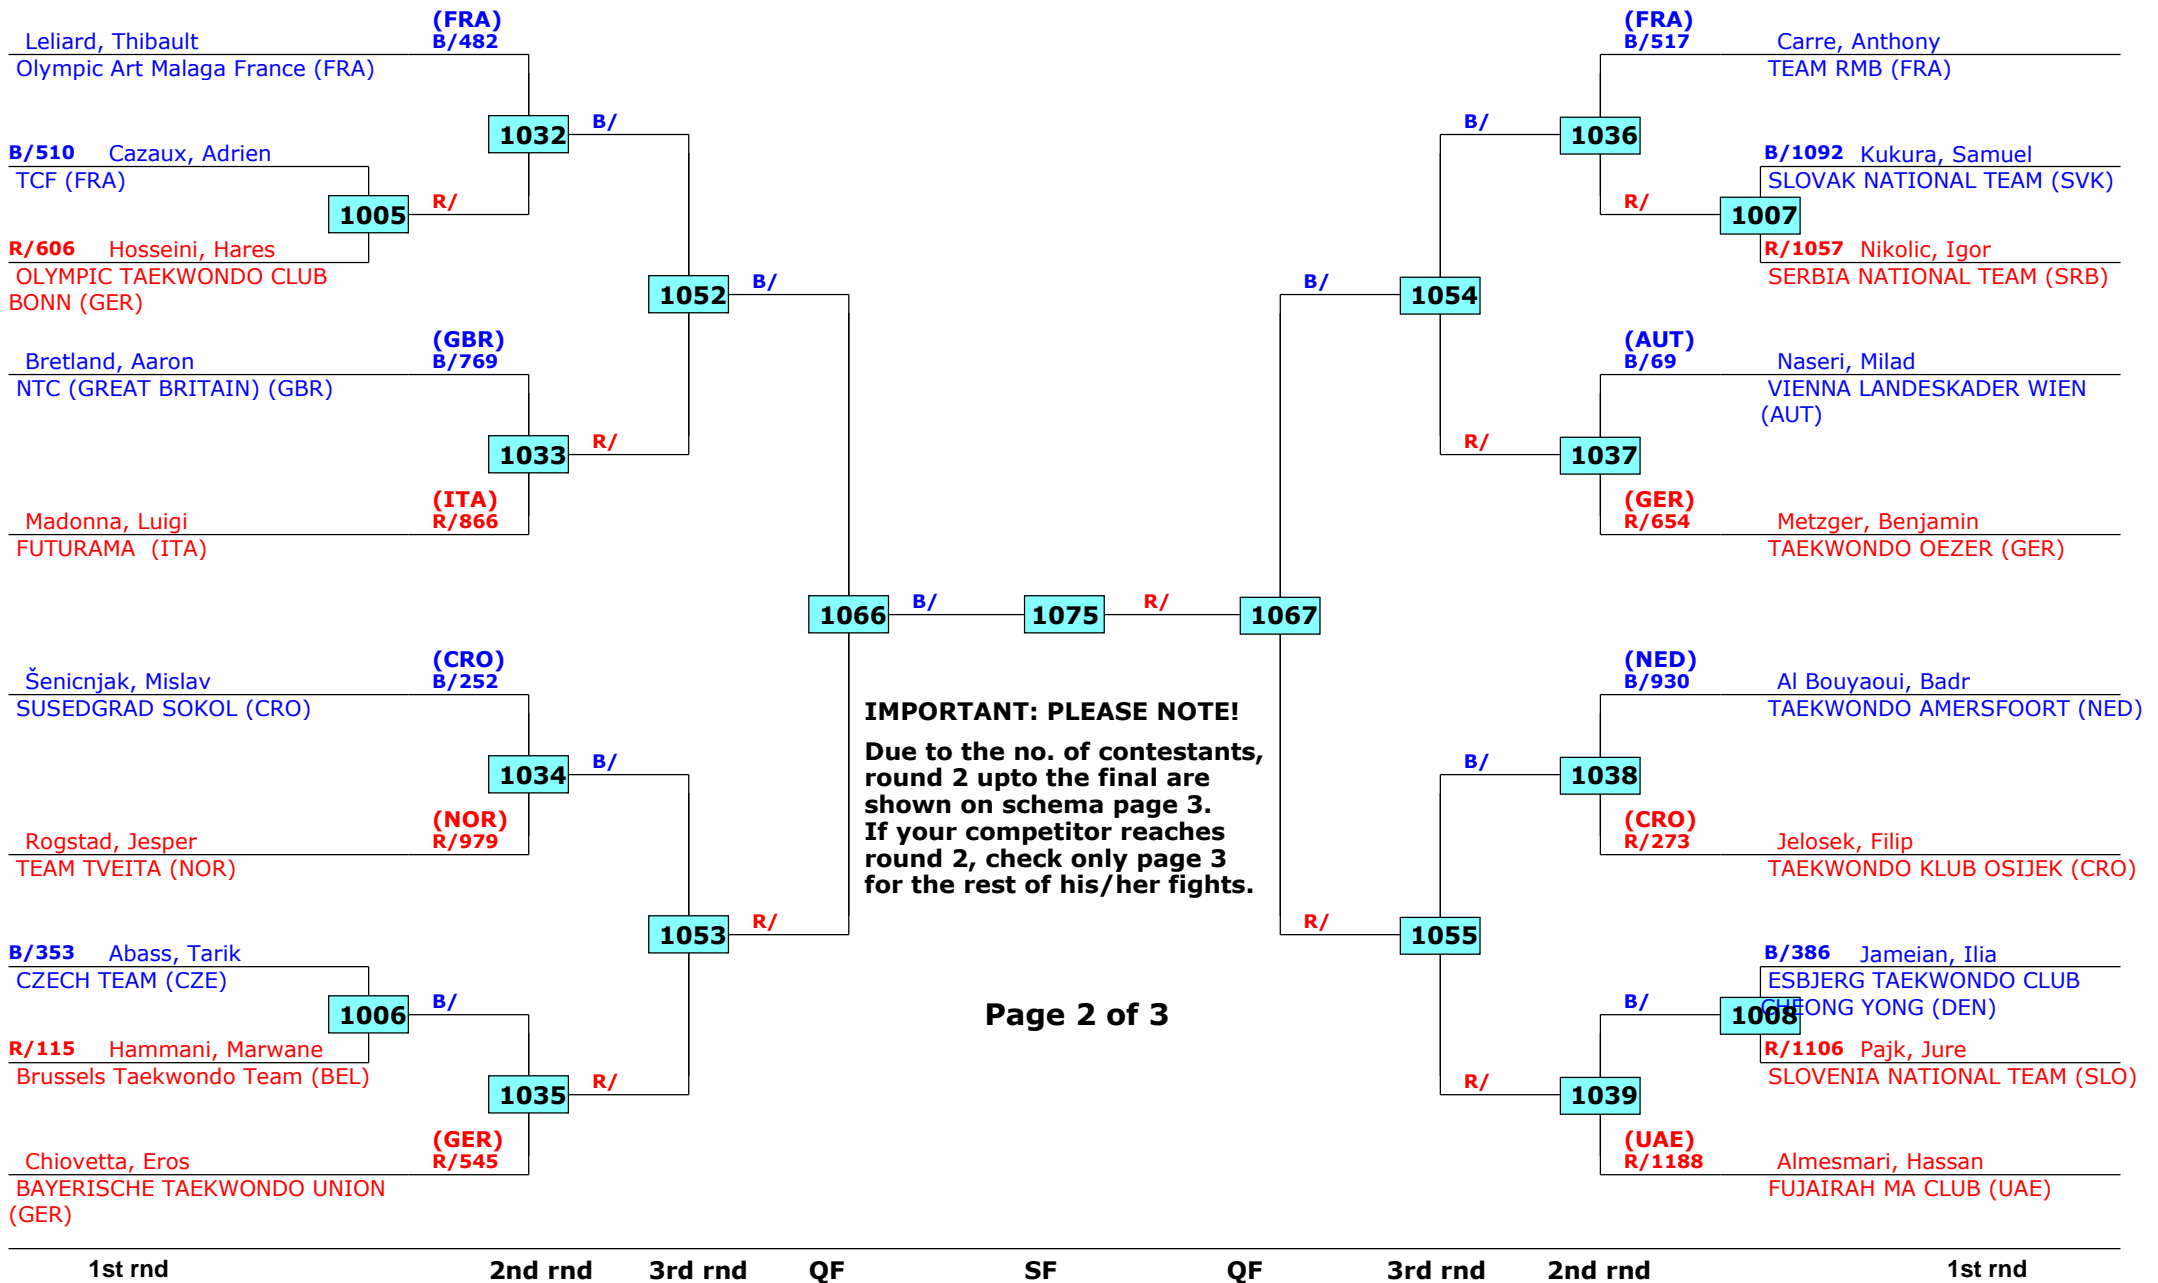 (FRA)
Leliard, Thibault B/482
Olympic Art Malaga France (FRA)
1032 B/
B/510 Cazaux, Adrien
TCF (FRA)
1005 R/
R/606 Hosseini, Hares
OLYMPIC TAEKWONDO CLUB
BONN (GER)
1052 B/
(GBR)
Bretland, Aaron B/769
NTC (GREAT BRITAIN) (GBR)
1033 R/
(ITA)
Madonna, Luigi R/866
FUTURAMA (ITA)
1066 B/ 1075 R/ 1067
(CRO)
Šenicnjak, Mislav B/252
SUSEDGRAD SOKOL (CRO)
1034 B/
(NOR)
Rogstad, Jesper R/979
TEAM TVEITA (NOR)
1053 R/
B/353 Abass, Tarik
CZECH TEAM (CZE)
1006 B/
R/115 Hammani, Marwane
Brussels Taekwondo Team (BEL)
1035 R/
(GER)
Chiovetta, Eros R/545
BAYERISCHE TAEKWONDO UNION
(GER)
IMPORTANT: PLEASE NOTE!
Due to the no. of contestants,
round 2 upto the final are
shown on schema page 3.
If your competitor reaches
round 2, check only page 3
for the rest of his/her fights.
Page 2 of 3
(FRA)
B/517 Carre, Anthony
TEAM RMB (FRA)
B/ 1036
B/1092 Kukura, Samuel
SLOVAK NATIONAL TEAM (SVK)
R/ 1007
R/1057 Nikolic, Igor
SERBIA NATIONAL TEAM (SRB)
B/ 1054
(AUT)
B/69 Naseri, Milad
VIENNA LANDESKADER WIEN
(AUT)
R/ 1037
(GER)
R/654 Metzger, Benjamin
TAEKWONDO OEZER (GER)
(NED)
B/930 Al Bouyaoui, Badr
TAEKWONDO AMERSFOORT (NED)
B/ 1038
(CRO)
R/273 Jelosek, Filip
TAEKWONDO KLUB OSIJEK (CRO)
R/ 1055
B/386 Jameian, Ilia
ESBJERG TAEKWONDO CLUB
CHEONG YONG (DEN)
B/ 1008
R/1106 Pajk, Jure
SLOVENIA NATIONAL TEAM (SLO)
R/ 1039
(UAE)
R/1188 Almesmari, Hassan
FUJAIRAH MA CLUB (UAE)
1st rnd 2nd rnd 3rd rnd QF SF QF 3rd rnd 2nd rnd 1st rnd